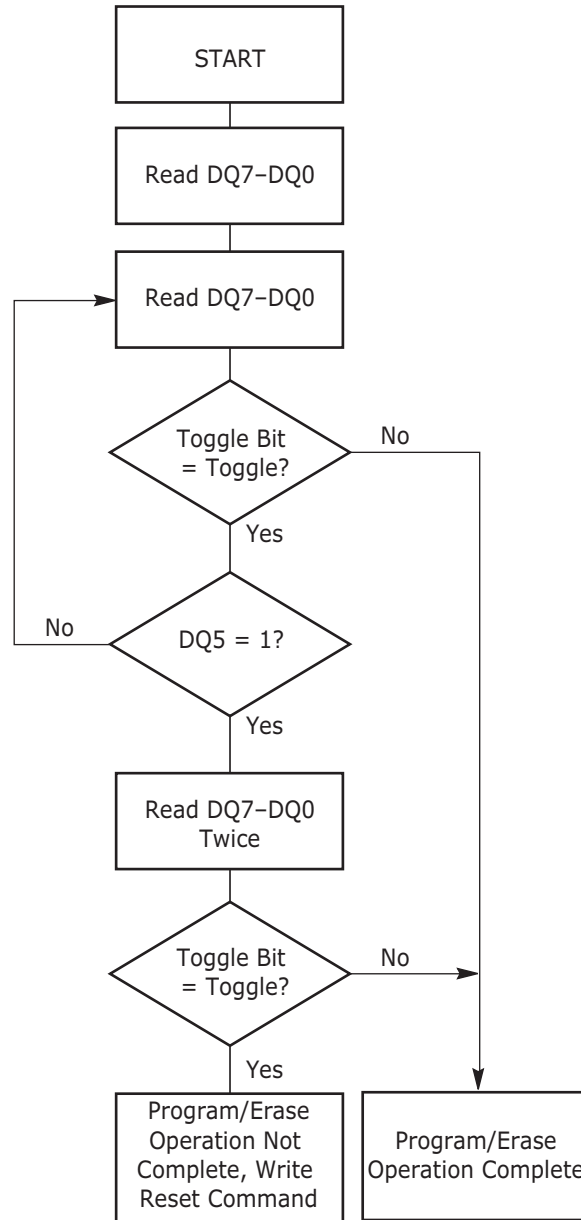 START
Read DQ7–DQ0
Read DQ7–DQ0
Toggle Bit
= Toggle?
No
Yes
No
DQ5 = 1?
Yes
Read DQ7–DQ0
Twice
Toggle Bit
= Toggle?
No
Yes
Program/Erase
Operation Not
Complete, Write
Reset Command
Program/Erase
Operation Complete